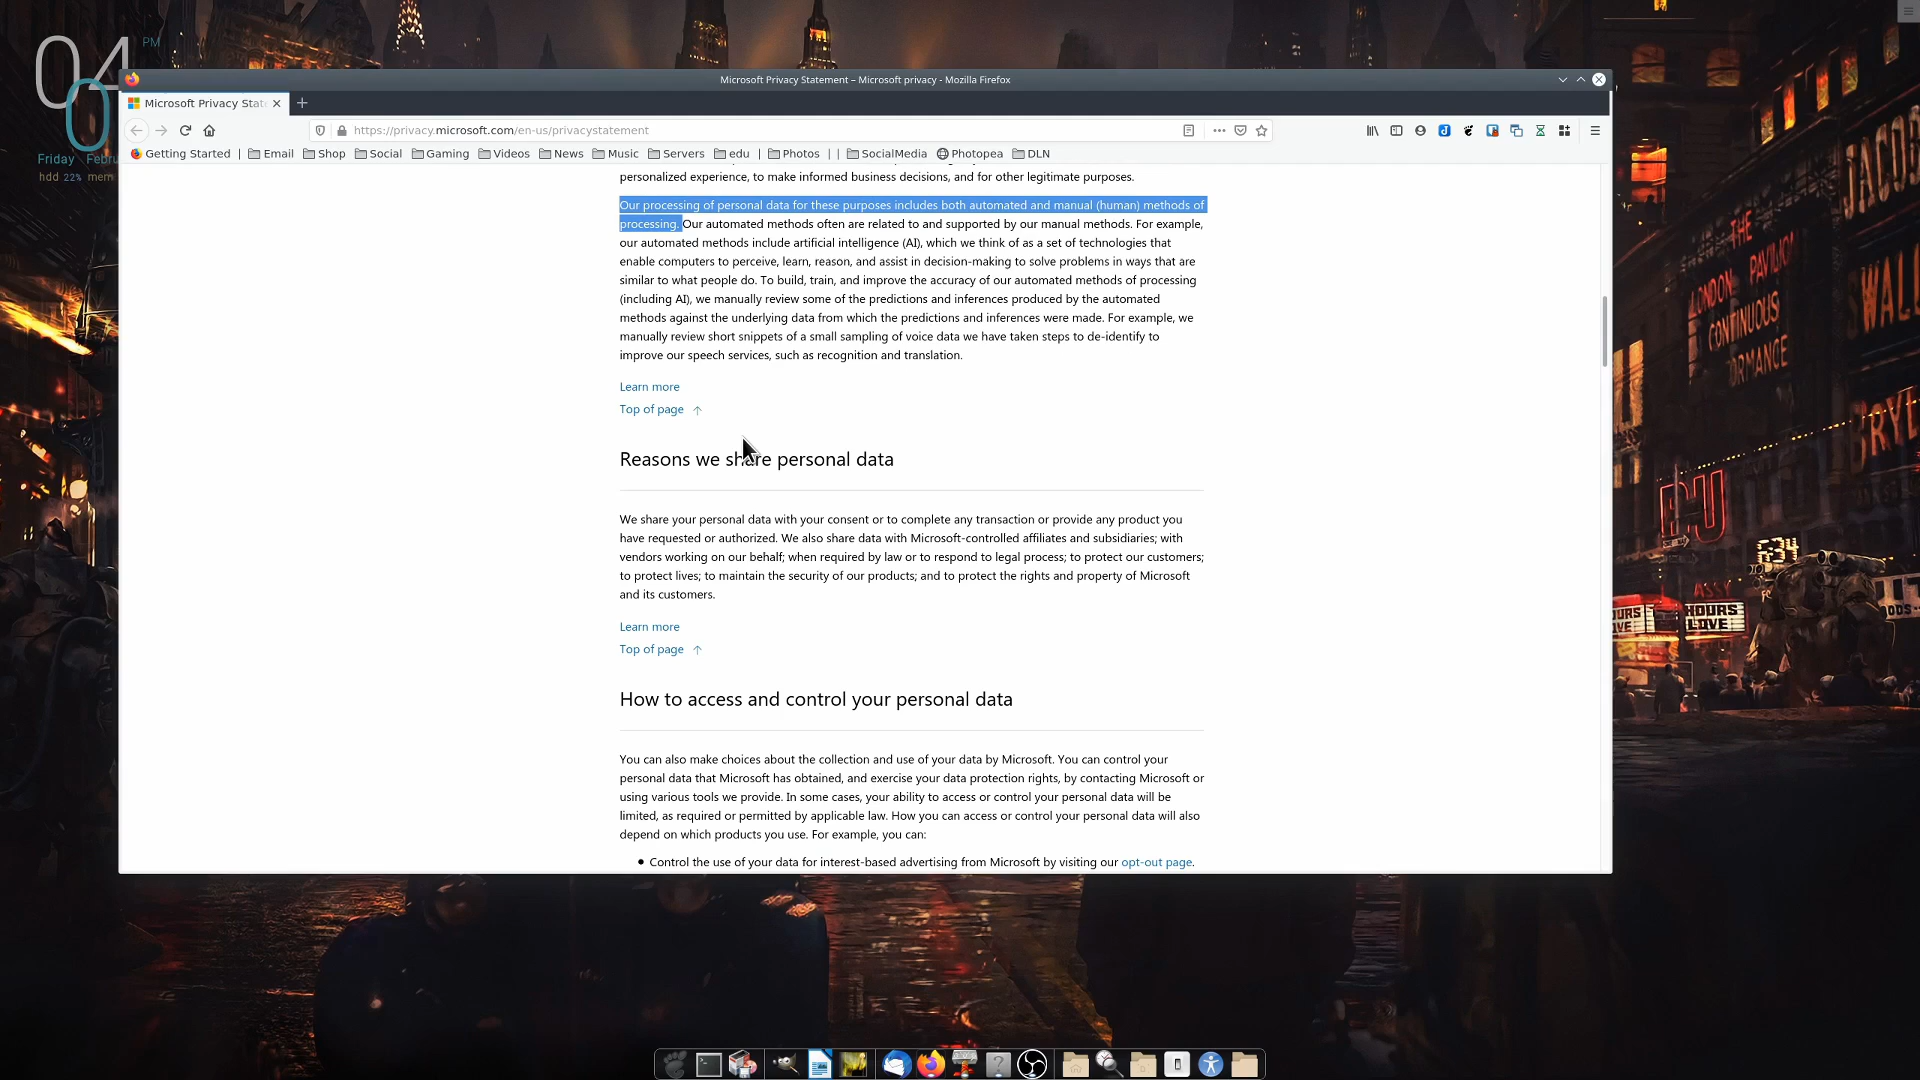 04 PM
0
Friday Febru
hdd 22% mem
Microsoft Privacy Statement – Microsoft privacy - Mozilla Firefox
Microsoft Privacy State
https://privacy.microsoft.com/en-us/privacystatement
Getting Started | Email Shop Social Gaming Videos News Music Servers edu | Photos | | SocialMedia Photopea DLN
personalized experience, to make informed business decisions, and for other legitimate purposes.
Our processing of personal data for these purposes includes both automated and manual (human) methods of
processing. Our automated methods often are related to and supported by our manual methods. For example,
our automated methods include artificial intelligence (AI), which we think of as a set of technologies that
enable computers to perceive, learn, reason, and assist in decision-making to solve problems in ways that are
similar to what people do. To build, train, and improve the accuracy of our automated methods of processing
(including AI), we manually review some of the predictions and inferences produced by the automated
methods against the underlying data from which the predictions and inferences were made. For example, we
manually review short snippets of a small sampling of voice data we have taken steps to de-identify to
improve our speech services, such as recognition and translation.
Learn more
Top of page
Reasons we share personal data
We share your personal data with your consent or to complete any transaction or provide any product you
have requested or authorized. We also share data with Microsoft-controlled affiliates and subsidiaries; with
vendors working on our behalf; when required by law or to respond to legal process; to protect our customers;
to protect lives; to maintain the security of our products; and to protect the rights and property of Microsoft
and its customers.
Learn more
Top of page
How to access and control your personal data
You can also make choices about the collection and use of your data by Microsoft. You can control your
personal data that Microsoft has obtained, and exercise your data protection rights, by contacting Microsoft or
using various tools we provide. In some cases, your ability to access or control your personal data will be
limited, as required or permitted by applicable law. How you can access or control your personal data will also
depend on which products you use. For example, you can:
• Control the use of your data for interest-based advertising from Microsoft by visiting our opt-out page.
TACOS
THE
LONDON PAVILIO
CONTINUOUS
ORMANCE
WALL
RYEL
HOURS
LOVE